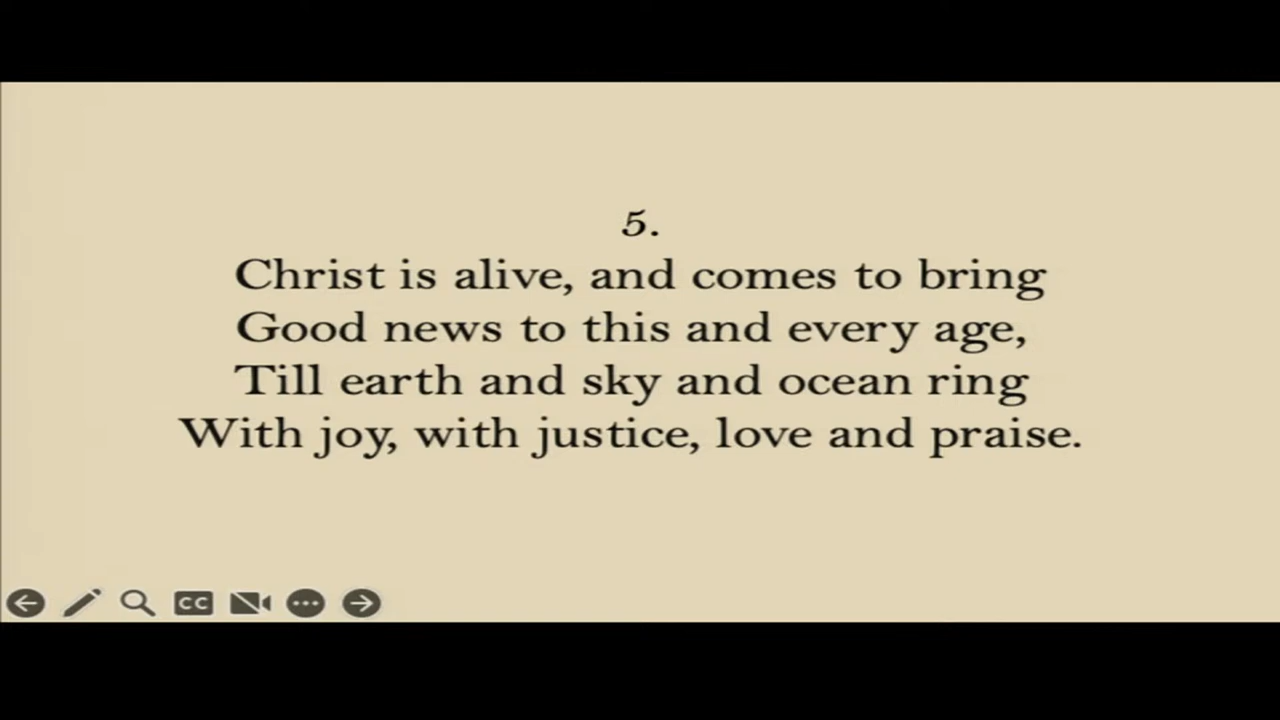 5.
Christ is alive, and comes to bring
Good news to this and every age,
Till earth and sky and ocean ring
With joy, with justice, love and praise.
CC